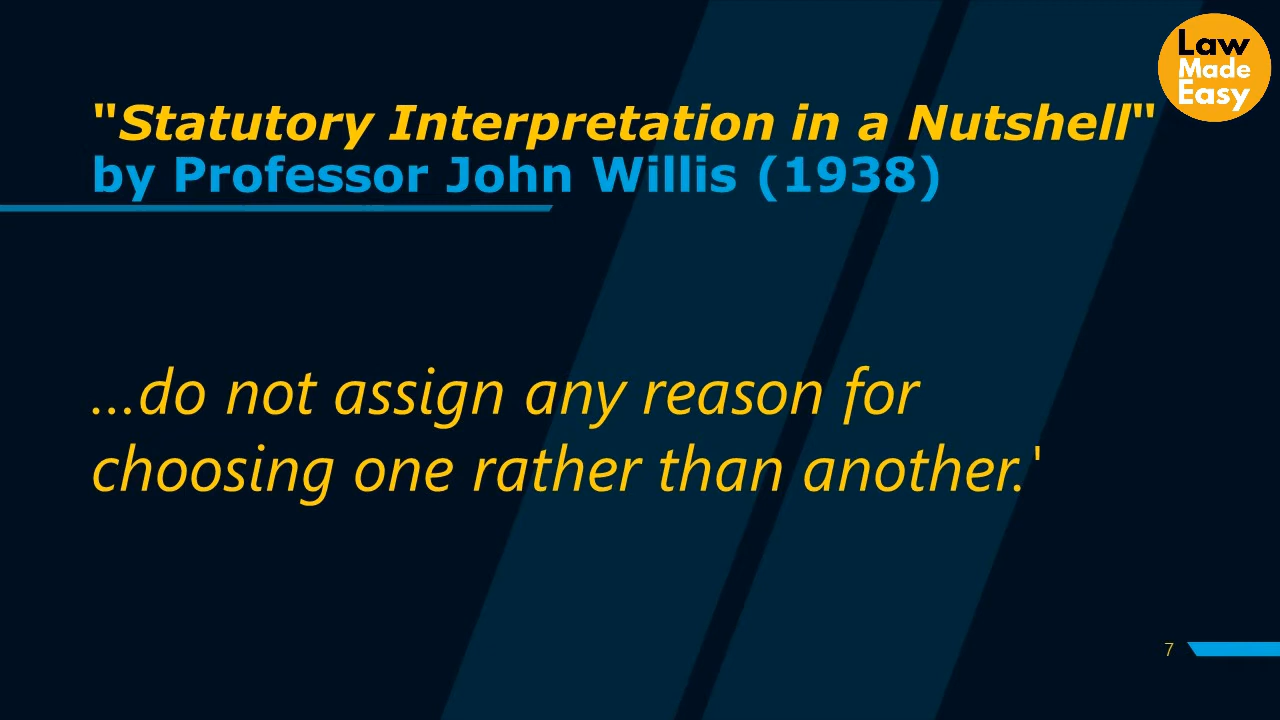 Law
Made
Easy
"Statutory Interpretation in a Nutshell"
by Professor John Willis (1938)
...do not assign any reason for
choosing one rather than another.'
7